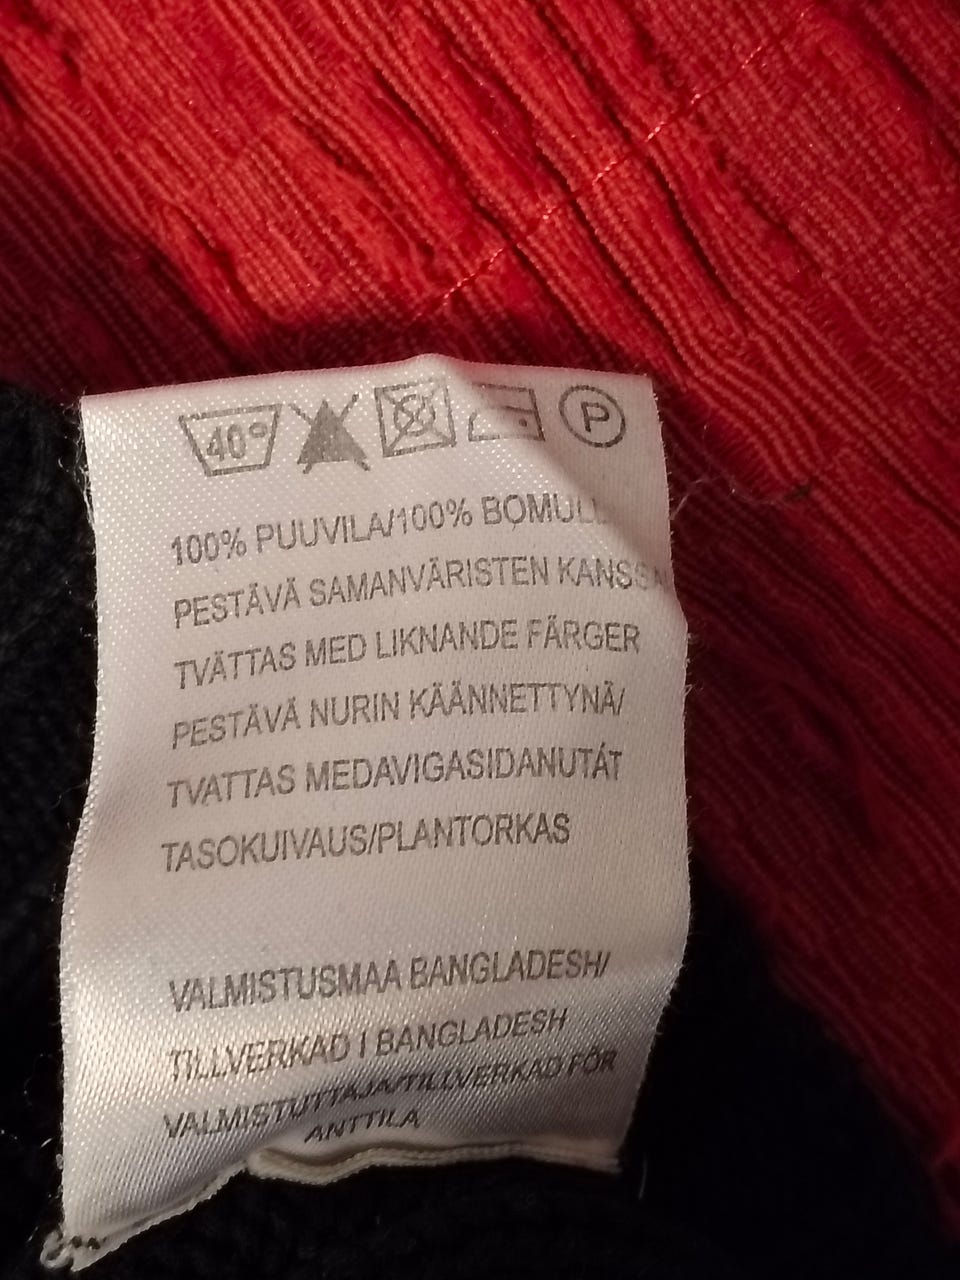 40° P
100% PUUVILA/100% BOMULL
PESTÄVÄ SAMANVÄRISTEN KANSSA
TVÄTTAS MED LIKNANDE FÄRGER
PESTÄVÄ NURIN KÄÄNNETTYNÄ/
TVATTAS MEDAVIGASIDANUTÁT
TASOKUIVAUS/PLANTORKAS
VALMISTUSMAA BANGLADESH/
TILLVERKAD I BANGLADESH
VALMISTUTTAJA/TILLVERKAD FÖR
ANTTILA